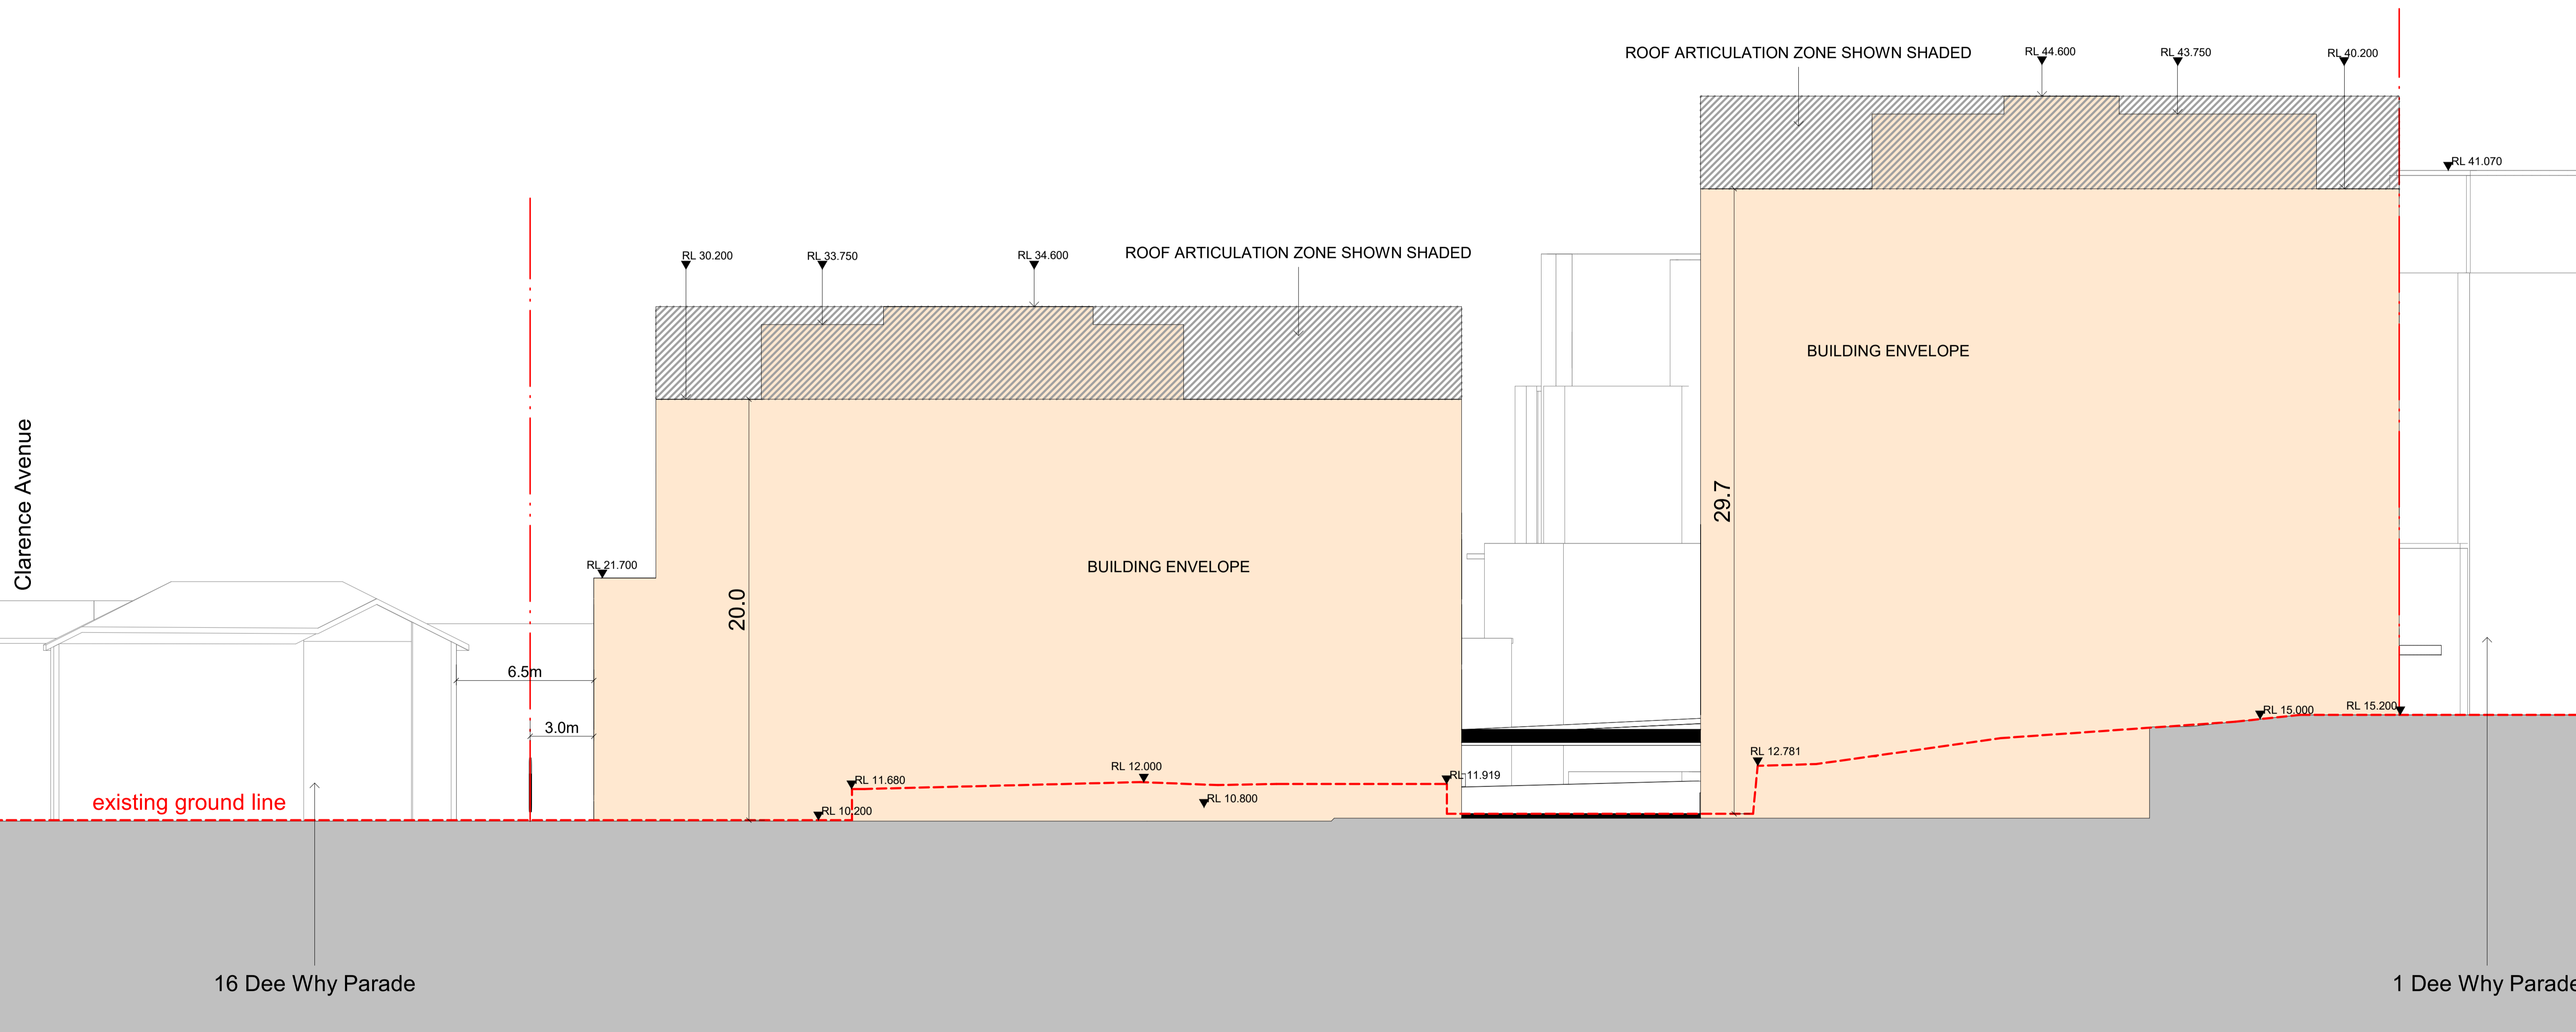 ROOF ARTICULATION ZONE SHOWN SHADED
RL 44.600
RL 43.750
RL 40.200
RL 41.070
RL 30.200
RL 33.750
RL 34.600
ROOF ARTICULATION ZONE SHOWN SHADED
BUILDING ENVELOPE
Clarence Avenue
29.7
RL 21.700
BUILDING ENVELOPE
20.0
6.5m
3.0m
RL 15.200
RL 15.000
RL 12.781
RL 12.000
RL 11.919
RL 11.680
existing ground line
RL 10.800
RL 10.200
16 Dee Why Parade
1 Dee Why Parade